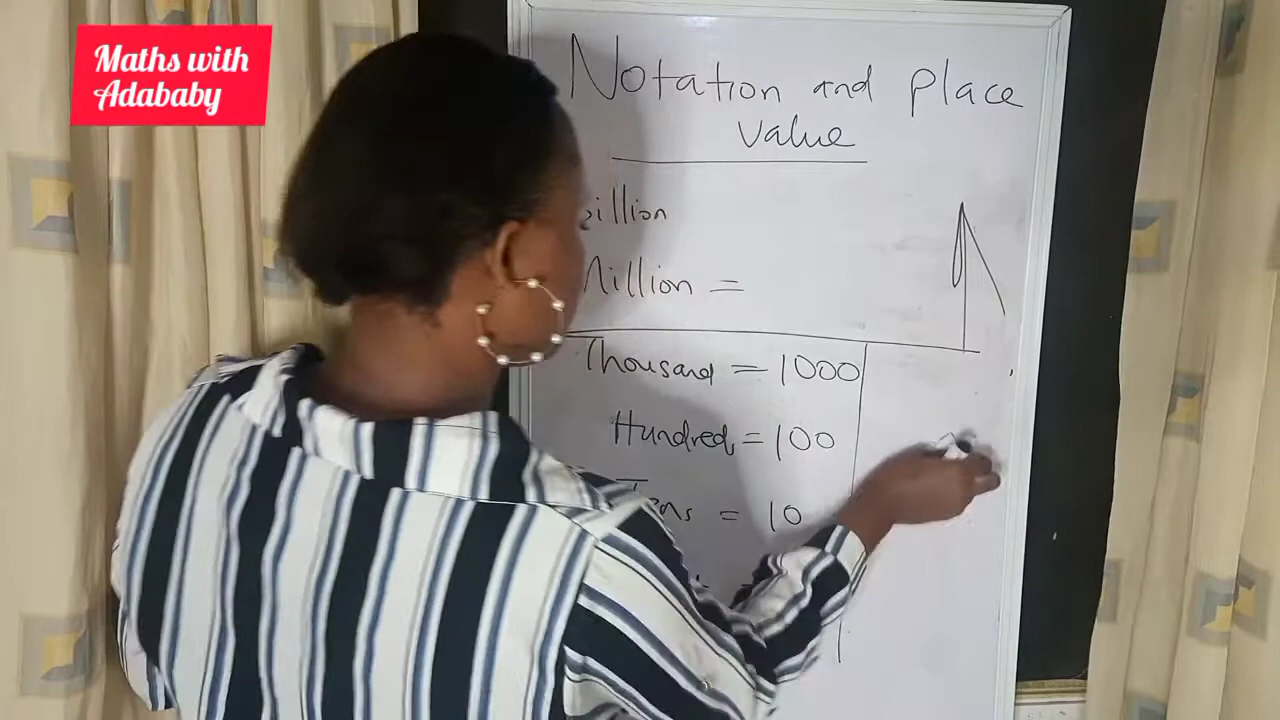 Maths with
Adababy
Notation and place
value
illion
Million =
Thousand = 1000
Hundred = 100
Tens = 10